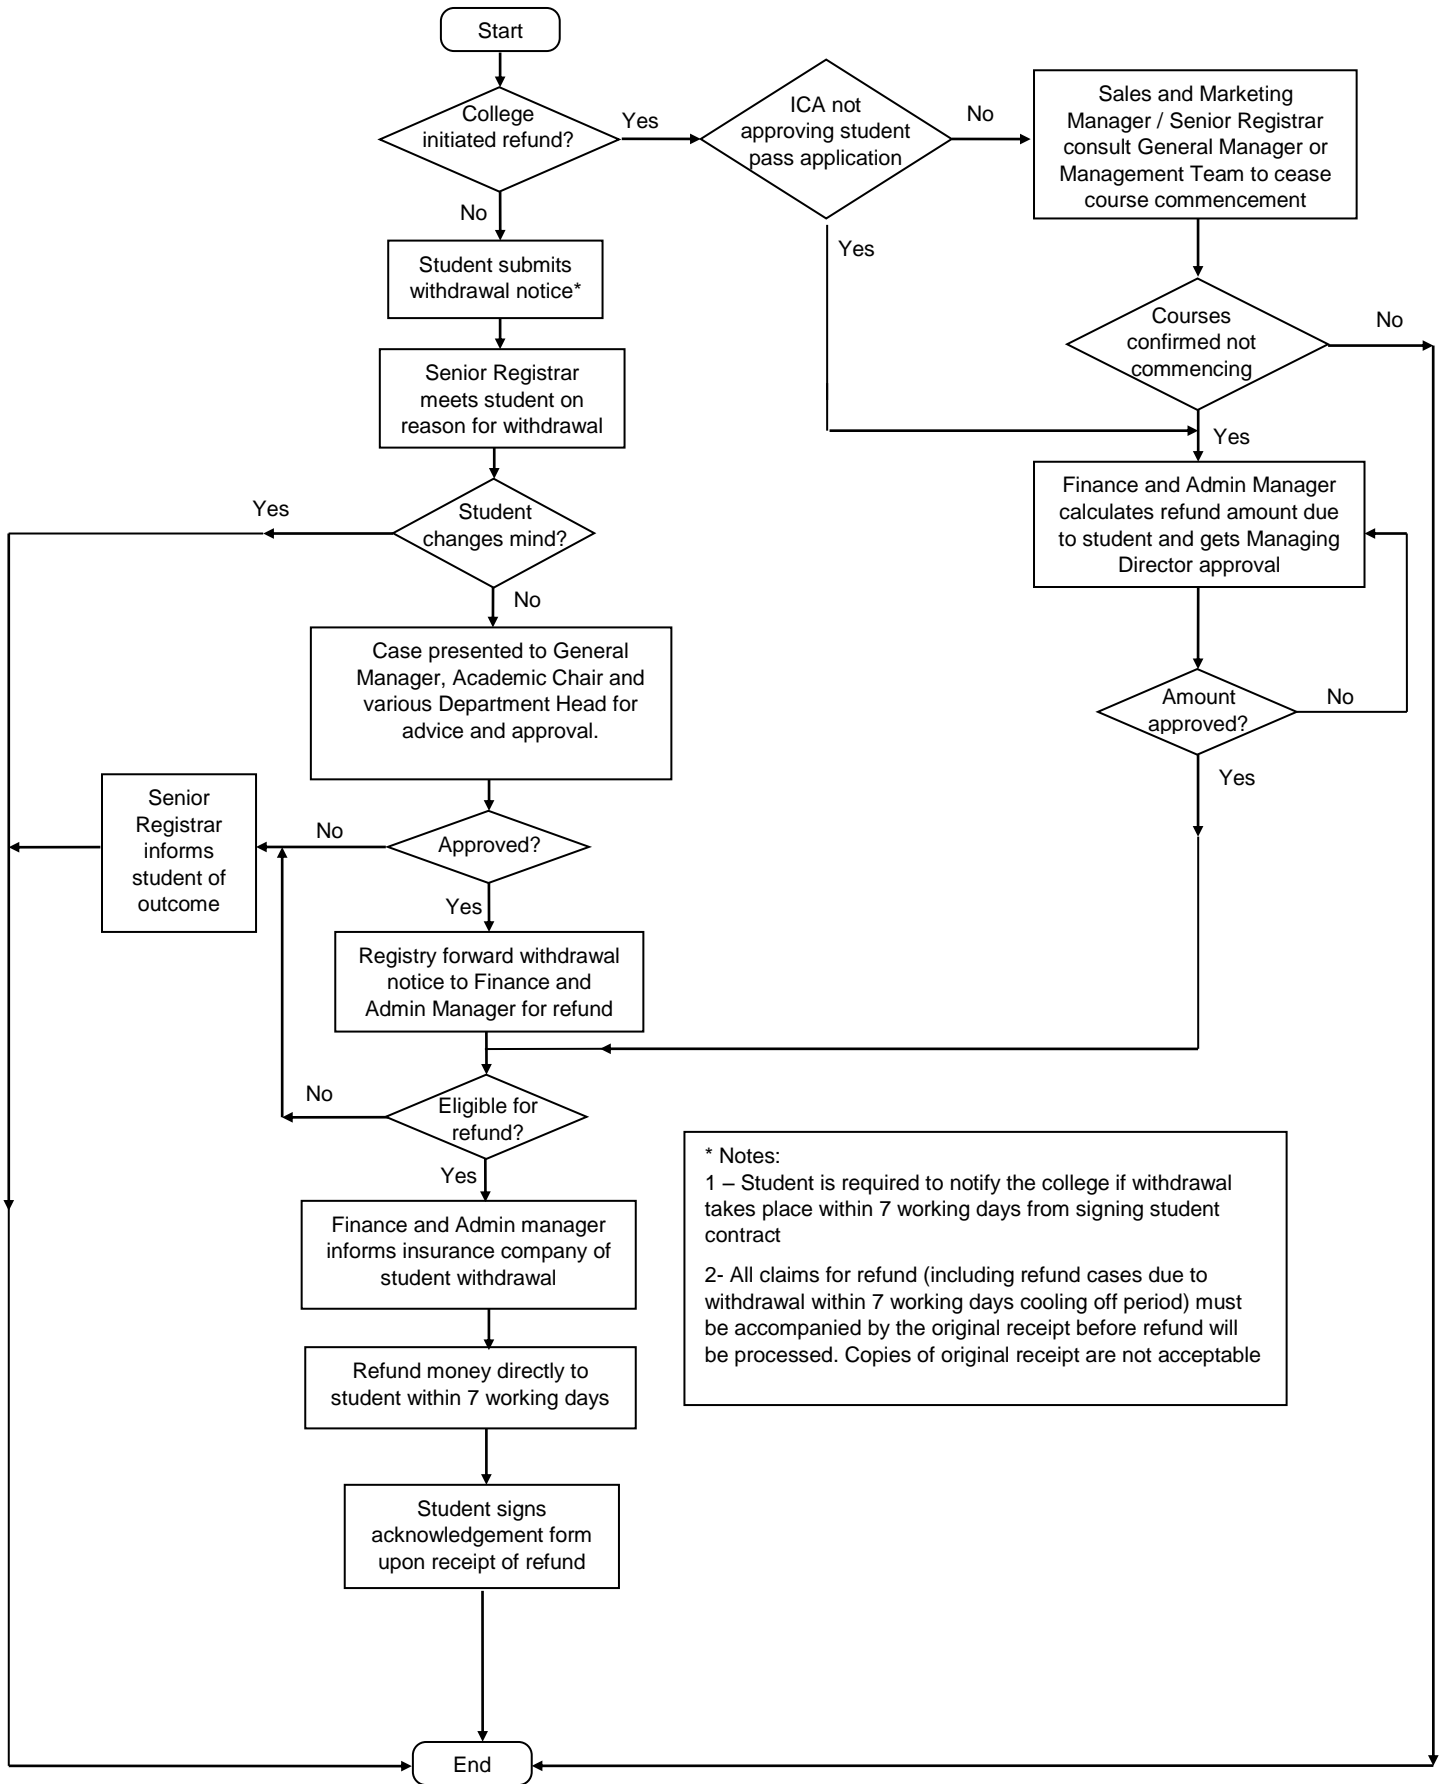 Start
College
initiated refund?
Yes
ICA not
approving student
pass application
No
Sales and Marketing
Manager / Senior Registrar
consult General Manager or
Management Team to cease
course commencement
No
Yes
Student submits
withdrawal notice*
Courses
confirmed not
commencing
No
Senior Registrar
meets student on
reason for withdrawal
Yes
Finance and Admin Manager
calculates refund amount due
to student and gets Managing
Director approval
Yes
Student
changes mind?
No
Case presented to General
Manager, Academic Chair and
various Department Head for
advice and approval.
Amount
approved?
No
Yes
Senior
Registrar
informs
student of
outcome
No
Approved?
Yes
Registry forward withdrawal
notice to Finance and
Admin Manager for refund
No
Eligible for
refund?
Yes
* Notes:
1 – Student is required to notify the college if withdrawal
takes place within 7 working days from signing student
contract
2- All claims for refund (including refund cases due to
withdrawal within 7 working days cooling off period) must
be accompanied by the original receipt before refund will
be processed. Copies of original receipt are not acceptable
Finance and Admin manager
informs insurance company of
student withdrawal
Refund money directly to
student within 7 working days
Student signs
acknowledgement form
upon receipt of refund
End